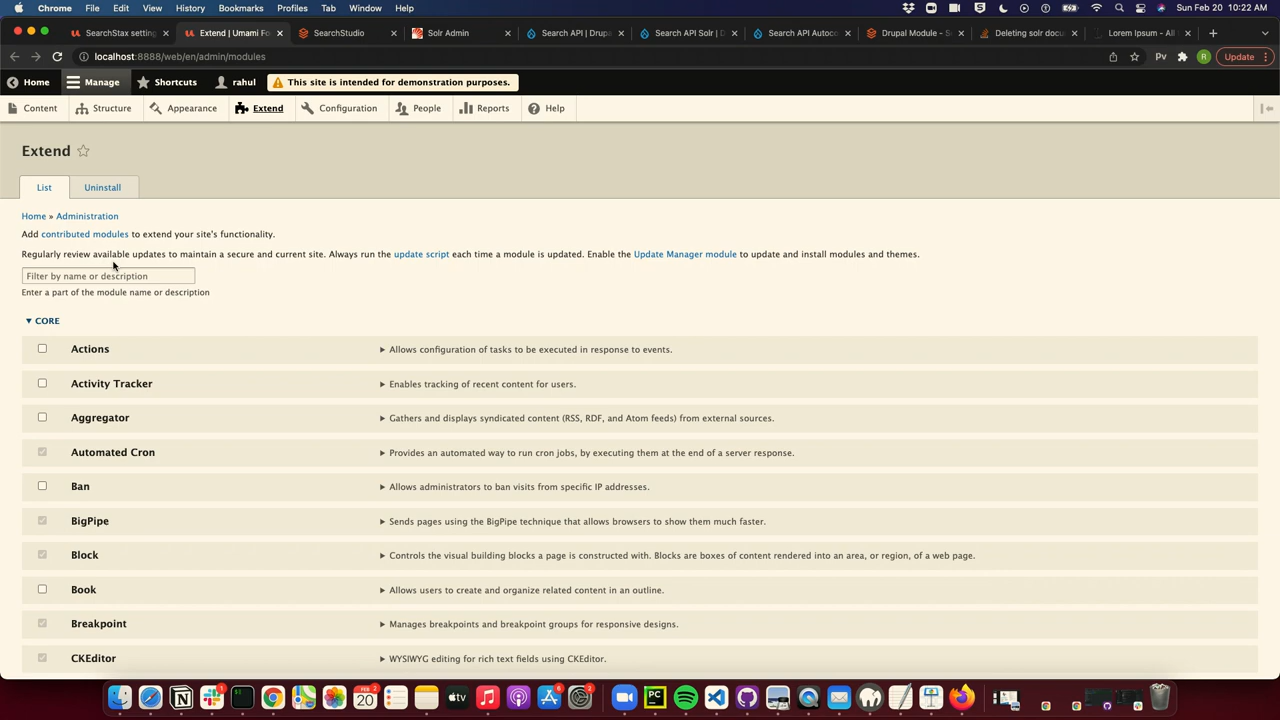 Chrome File Edit View History Bookmarks Profiles Tab Window Help Sun Feb 20 10:22 AM
SearchStax setting Extend | Umami Fo SearchStudio Solr Admin Search API | Drup Search API Solr | D Search API Autoco Drupal Module - Se Deleting solr docu Lorem Ipsum - All
localhost:8888/web/en/admin/modules Pv R Update
Home Manage Shortcuts rahul This site is intended for demonstration purposes.
Content Structure Appearance Extend Configuration People Reports Help
Extend
List Uninstall
Home » Administration
Add contributed modules to extend your site's functionality.
Regularly review available updates to maintain a secure and current site. Always run the update script each time a module is updated. Enable the Update Manager module to update and install modules and themes.
Filter by name or description
Enter a part of the module name or description
CORE
Actions Allows configuration of tasks to be executed in response to events.
Activity Tracker Enables tracking of recent content for users.
Aggregator Gathers and displays syndicated content (RSS, RDF, and Atom feeds) from external sources.
Automated Cron Provides an automated way to run cron jobs, by executing them at the end of a server response.
Ban Allows administrators to ban visits from specific IP addresses.
BigPipe Sends pages using the BigPipe technique that allows browsers to show them much faster.
Block Controls the visual building blocks a page is constructed with. Blocks are boxes of content rendered into an area, or region, of a web page.
Book Allows users to create and organize related content in an outline.
Breakpoint Manages breakpoints and breakpoint groups for responsive designs.
CKEditor WYSIWYG editing for rich text fields using CKEditor.
FEB 20 tv PC